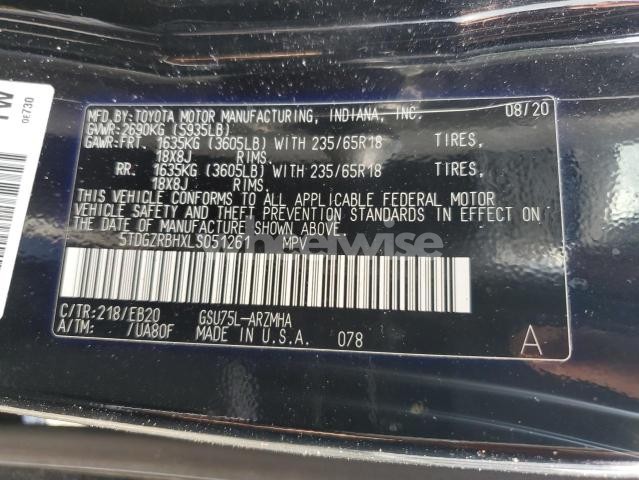 MFD.BY:TOYOTA MOTOR MANUFACTURING, INDIANA, INC. 08/20
GVWR:2690KG (5935LB)
GAWR:FRT. 1635KG (3605LB) WITH 235/65R18 TIRES,
18X8J RIMS.
RR. 1635KG (3605LB) WITH 235/65R18 TIRES,
18X8J RIMS.
THIS VEHICLE CONFORMS TO ALL APPLICABLE FEDERAL MOTOR
VEHICLE SAFETY AND THEFT PREVENTION STANDARDS IN EFFECT ON
THE DATE OF MANUFACTURE SHOWN ABOVE.
5TDGZRBHXLS051261 MPV
C/TR:218/EB20 GSU75L-ARZMHA
A/TM: /UA80F MADE IN U.S.A. 078 A
0E730